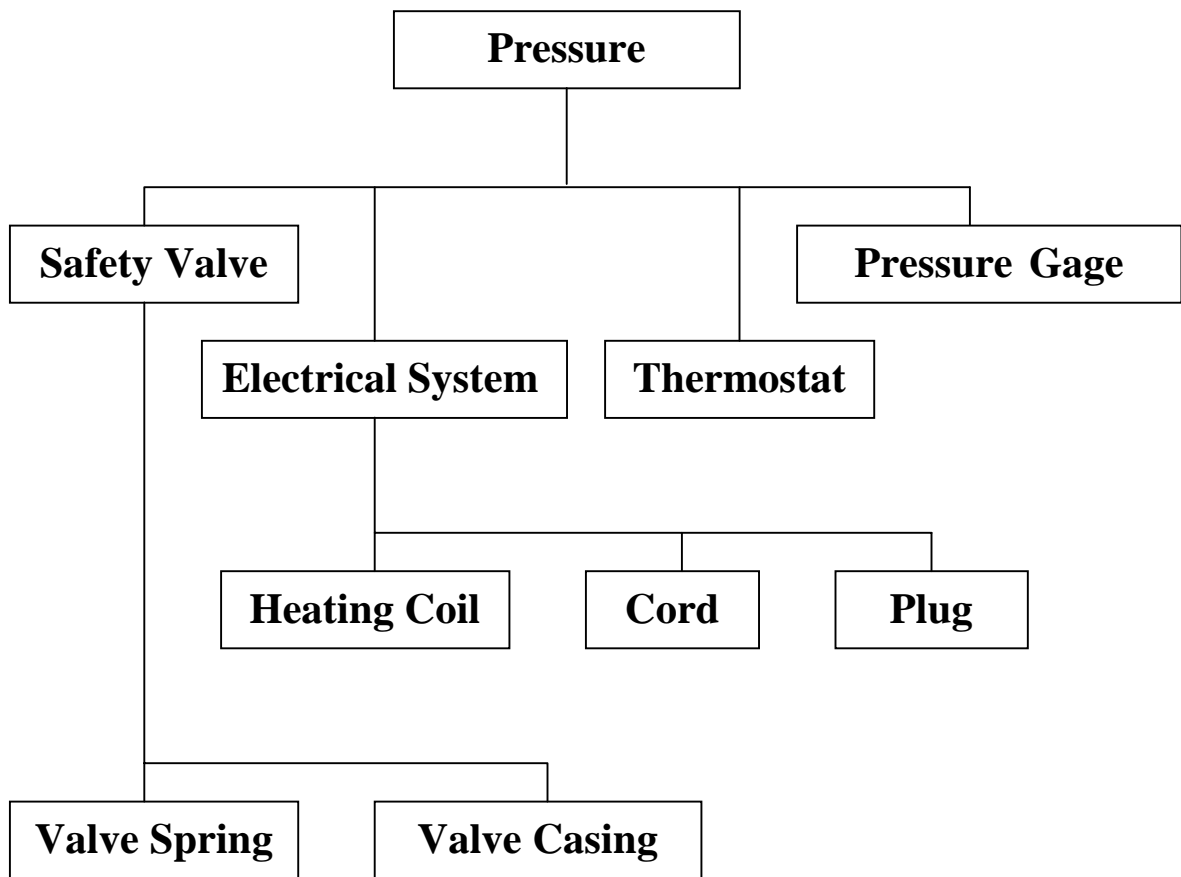 Pressure
Safety Valve
Pressure Gage
Electrical System
Thermostat
Heating Coil
Cord
Plug
Valve Spring
Valve Casing